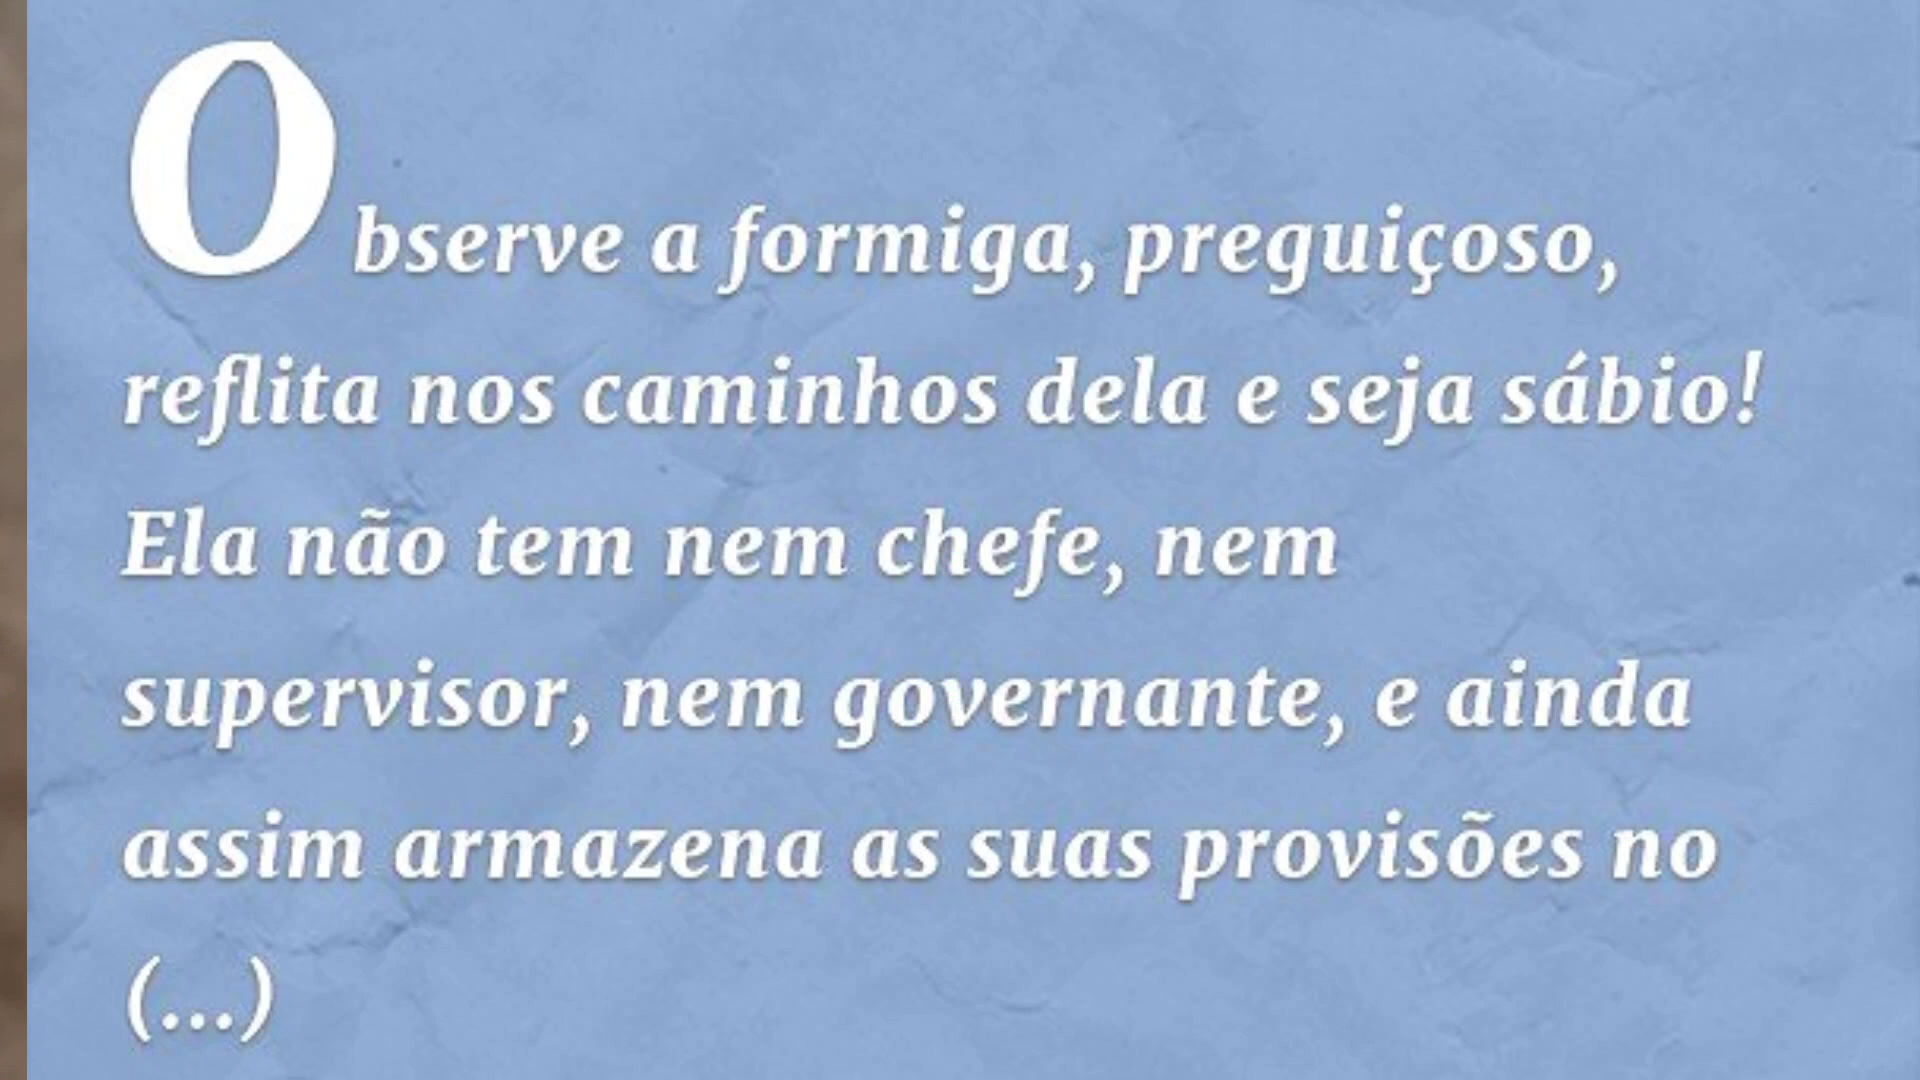 Observe a formiga, preguiçoso,
reflita nos caminhos dela e seja sábio!
Ela não tem nem chefe, nem
supervisor, nem governante, e ainda
assim armazena as suas provisões no
(...)